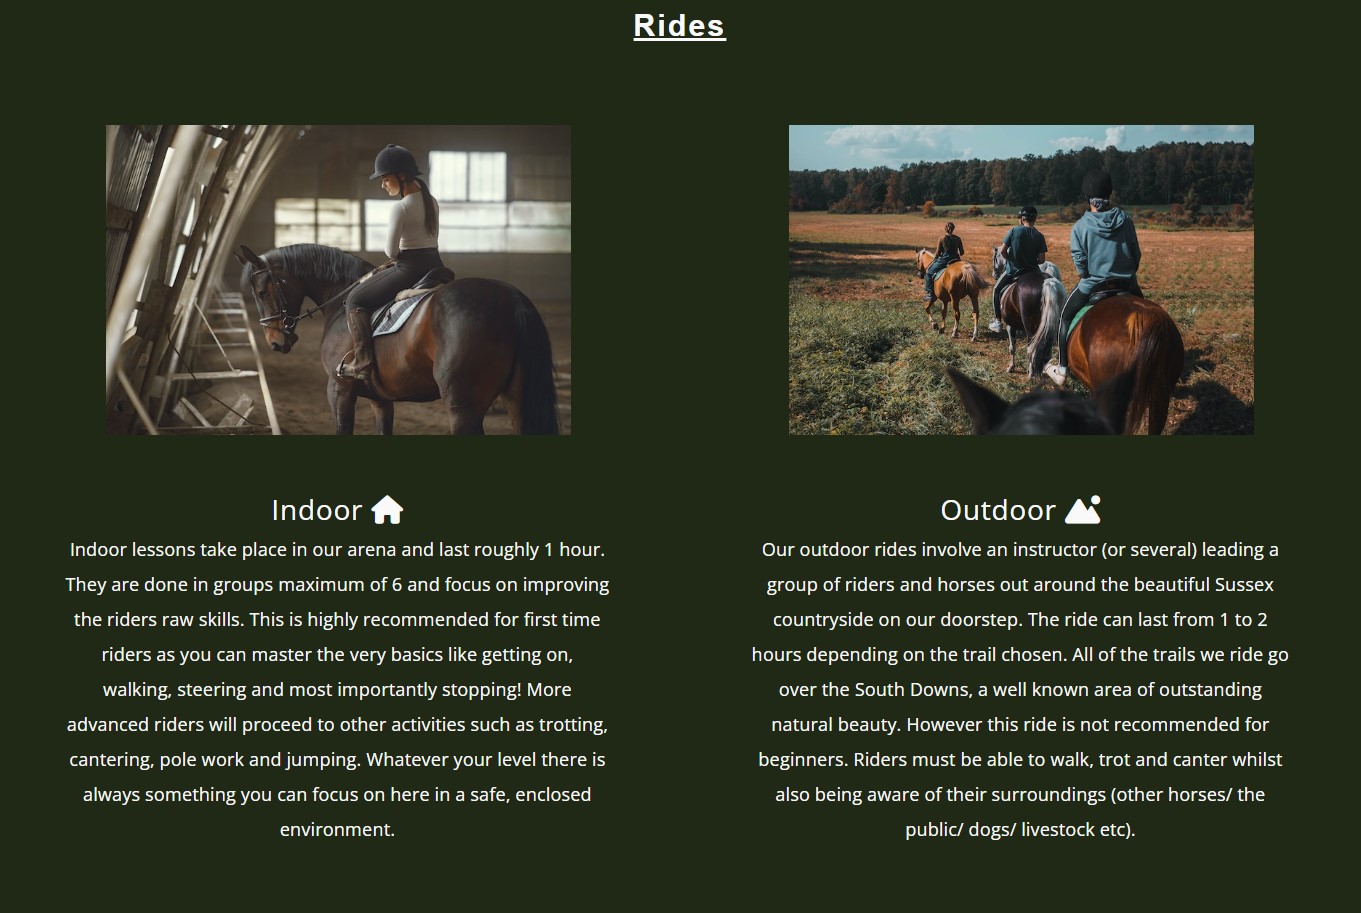 Rides
Indoor
Indoor lessons take place in our arena and last roughly 1 hour.
They are done in groups maximum of 6 and focus on improving
the riders raw skills. This is highly recommended for first time
riders as you can master the very basics like getting on,
walking, steering and most importantly stopping! More
advanced riders will proceed to other activities such as trotting,
cantering, pole work and jumping. Whatever your level there is
always something you can focus on here in a safe, enclosed
environment.
Outdoor
Our outdoor rides involve an instructor (or several) leading a
group of riders and horses out around the beautiful Sussex
countryside on our doorstep. The ride can last from 1 to 2
hours depending on the trail chosen. All of the trails we ride go
over the South Downs, a well known area of outstanding
natural beauty. However this ride is not recommended for
beginners. Riders must be able to walk, trot and canter whilst
also being aware of their surroundings (other horses/ the
public/ dogs/ livestock etc).